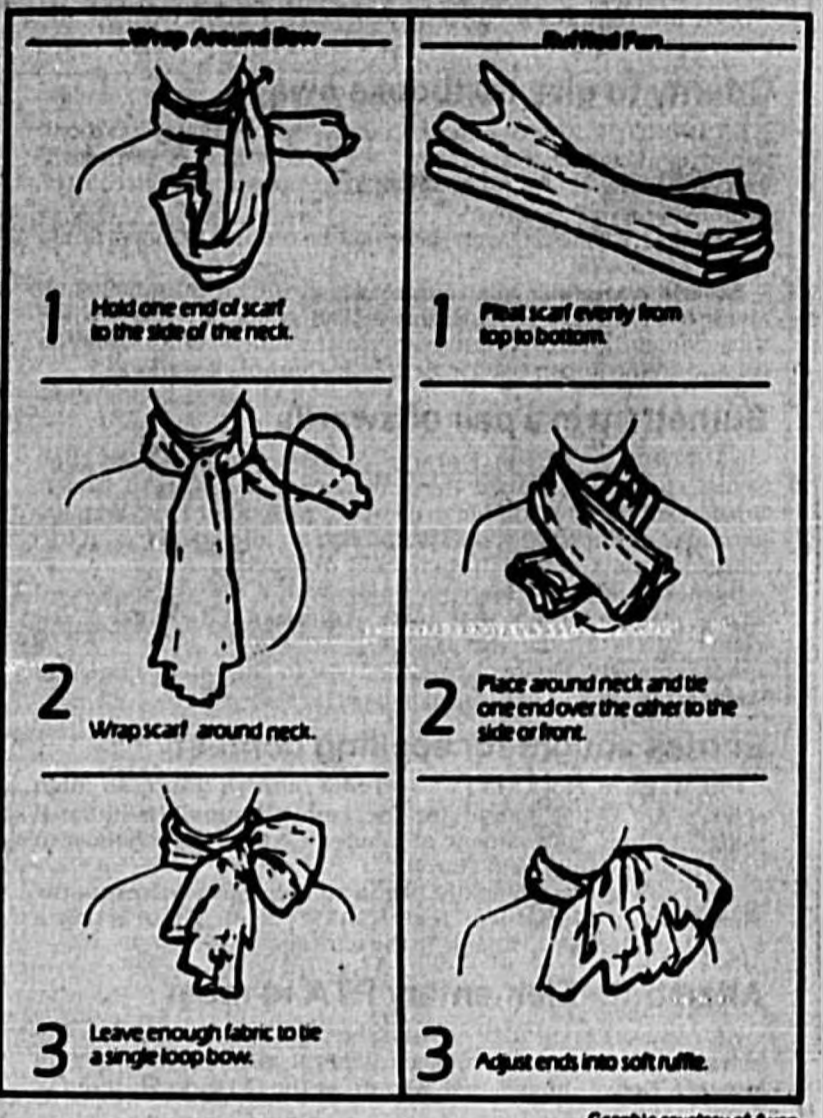 Wrap Around Bow
1
Hold one end of scarf
to the side of the neck.
2
Wrap scarf around neck.
3
Leave enough fabric to tie
a single loop bow.
Ruffled Fan
1
Pleat scarf evenly from
top to bottom.
2
Place around neck and tie
one end over the other to the
side or front.
3
Adjust ends into soft ruffle.